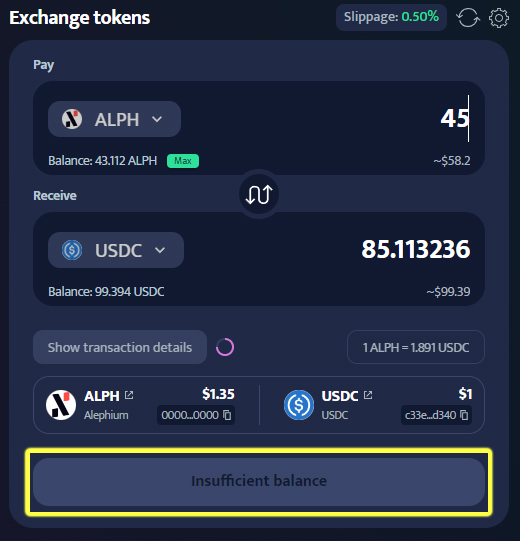 Exchange tokens
Slippage: 0.50%
Pay
ALPH
45
Balance: 43.112 ALPH Max
~$58.2
Receive
USDC
85.113236
Balance: 99.394 USDC
~$99.39
Show transaction details
1 ALPH = 1.891 USDC
ALPH
$1.35
Alephium
0000...0000
USDC
$1
USDC
c33e...d340
Insufficient balance